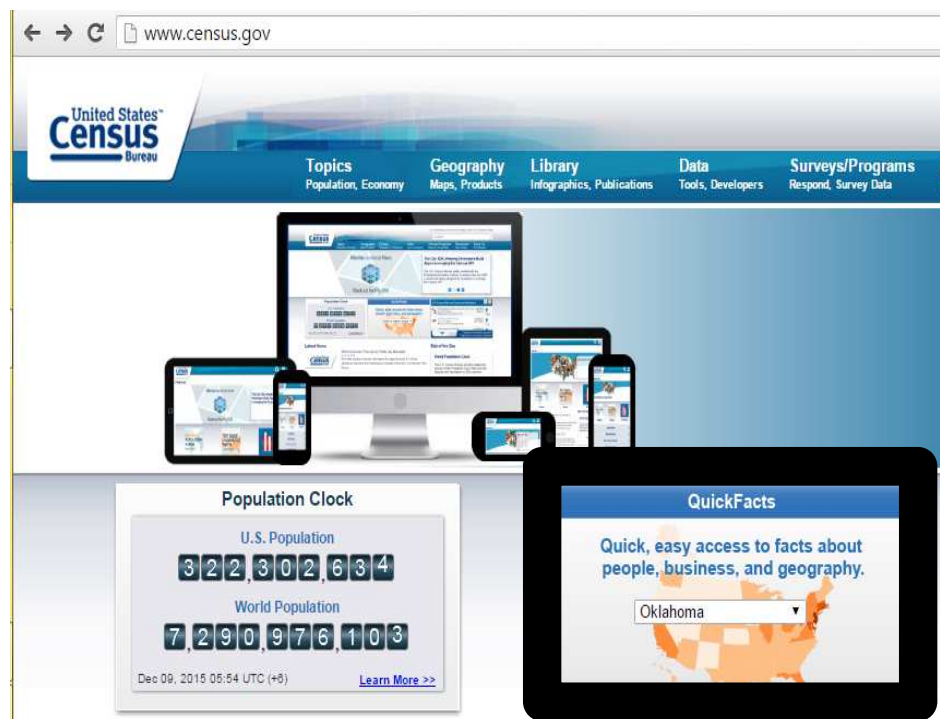 www.census.gov
United States™
Census
Bureau
Topics
Population, Economy
Geography
Maps, Products
Library
Infographics, Publications
Data
Tools, Developers
Surveys/Programs
Respond, Survey Data
Population Clock
U.S. Population
322,302,634
World Population
7,290,976,103
Dec 09, 2015 05:54 UTC (+6)
Learn More >>
QuickFacts
Quick, easy access to facts about
people, business, and geography.
Oklahoma